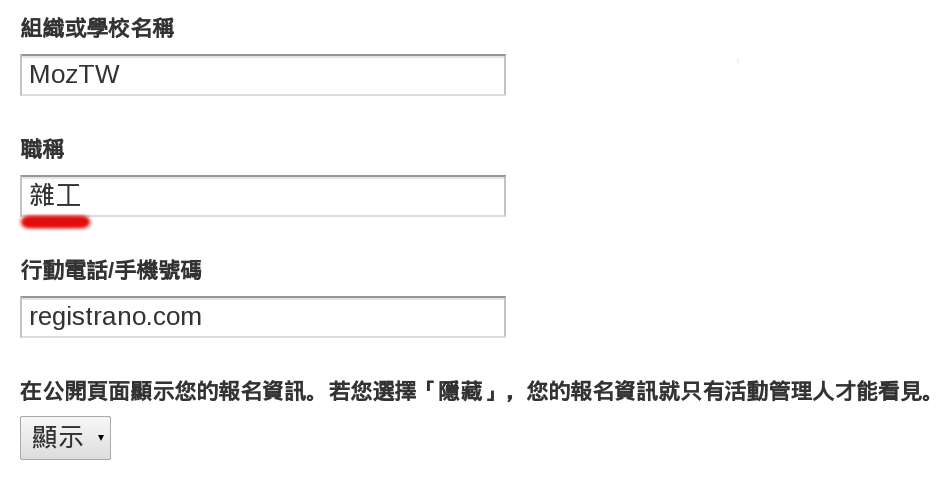 組織或學校名稱
MozTW
職稱
雜工
行動電話/手機號碼
registrano.com
在公開頁面顯示您的報名資訊。若您選擇「隱藏」，您的報名資訊就只有活動管理人才能看見。
顯示